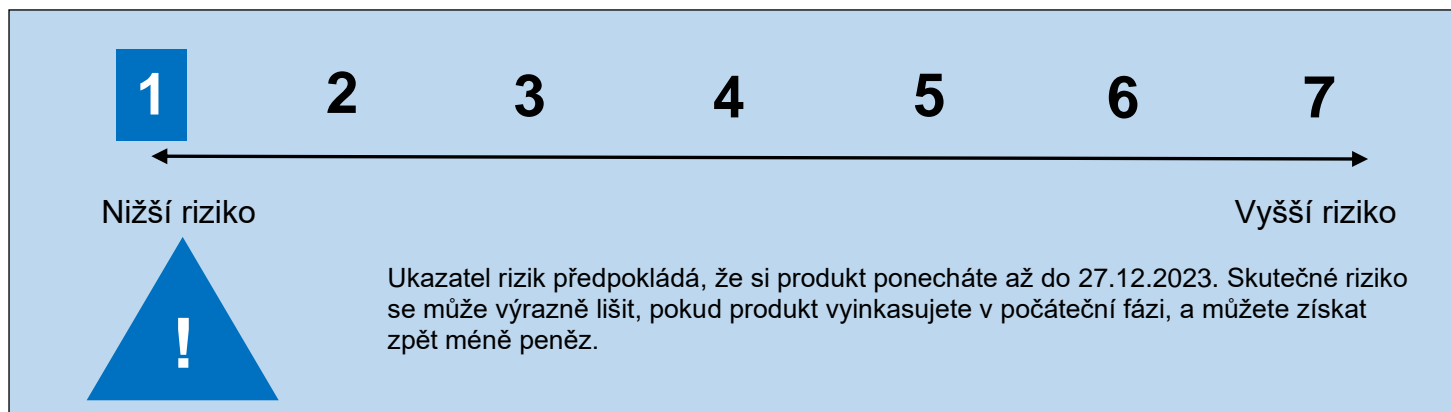 1 2 3 4 5 6 7
Nižší riziko Vyšší riziko
Ukazatel rizik předpokládá, že si produkt ponecháte až do 27.12.2023. Skutečné riziko
se může výrazně lišit, pokud produkt vyinkasujete v počáteční fázi, a můžete získat
zpět méně peněz.
!